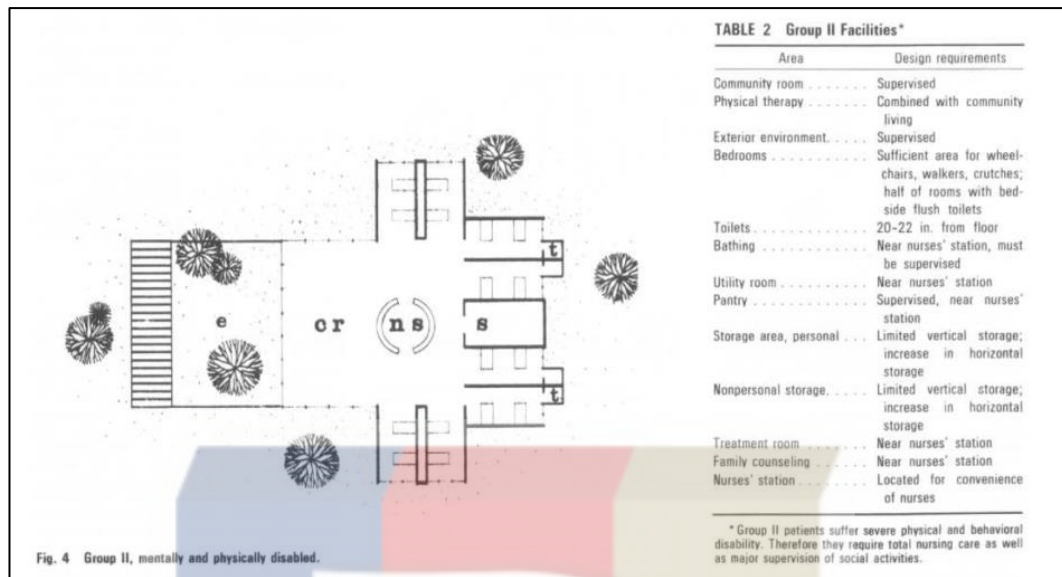 TABLE 2 Group II Facilities*
Area Design requirements
Community room . . . . . . . Supervised
Physical therapy . . . . . . . Combined with community
living
Exterior environment. . . . . Supervised
Bedrooms . . . . . . . . . . . Sufficient area for wheel-
chairs, walkers, crutches;
half of rooms with bed-
side flush toilets
Toilets . . . . . . . . . . . . . 20–22 in. from floor
Bathing . . . . . . . . . . . . Near nurses' station, must
be supervised
Utility room . . . . . . . . . . Near nurses' station
Pantry . . . . . . . . . . . . . Supervised, near nurses'
station
Storage area, personal . . . Limited vertical storage;
increase in horizontal
storage
Nonpersonal storage. . . . . Limited vertical storage;
increase in horizontal
storage
Treatment room . . . . . . . Near nurses' station
Family counseling . . . . . . Near nurses' station
Nurses' station . . . . . . . . Located for convenience
of nurses
* Group II patients suffer severe physical and behavioral
disability. Therefore they require total nursing care as well
as major supervision of social activities.
t
e cr ns s
t
Fig. 4 Group II, mentally and physically disabled.